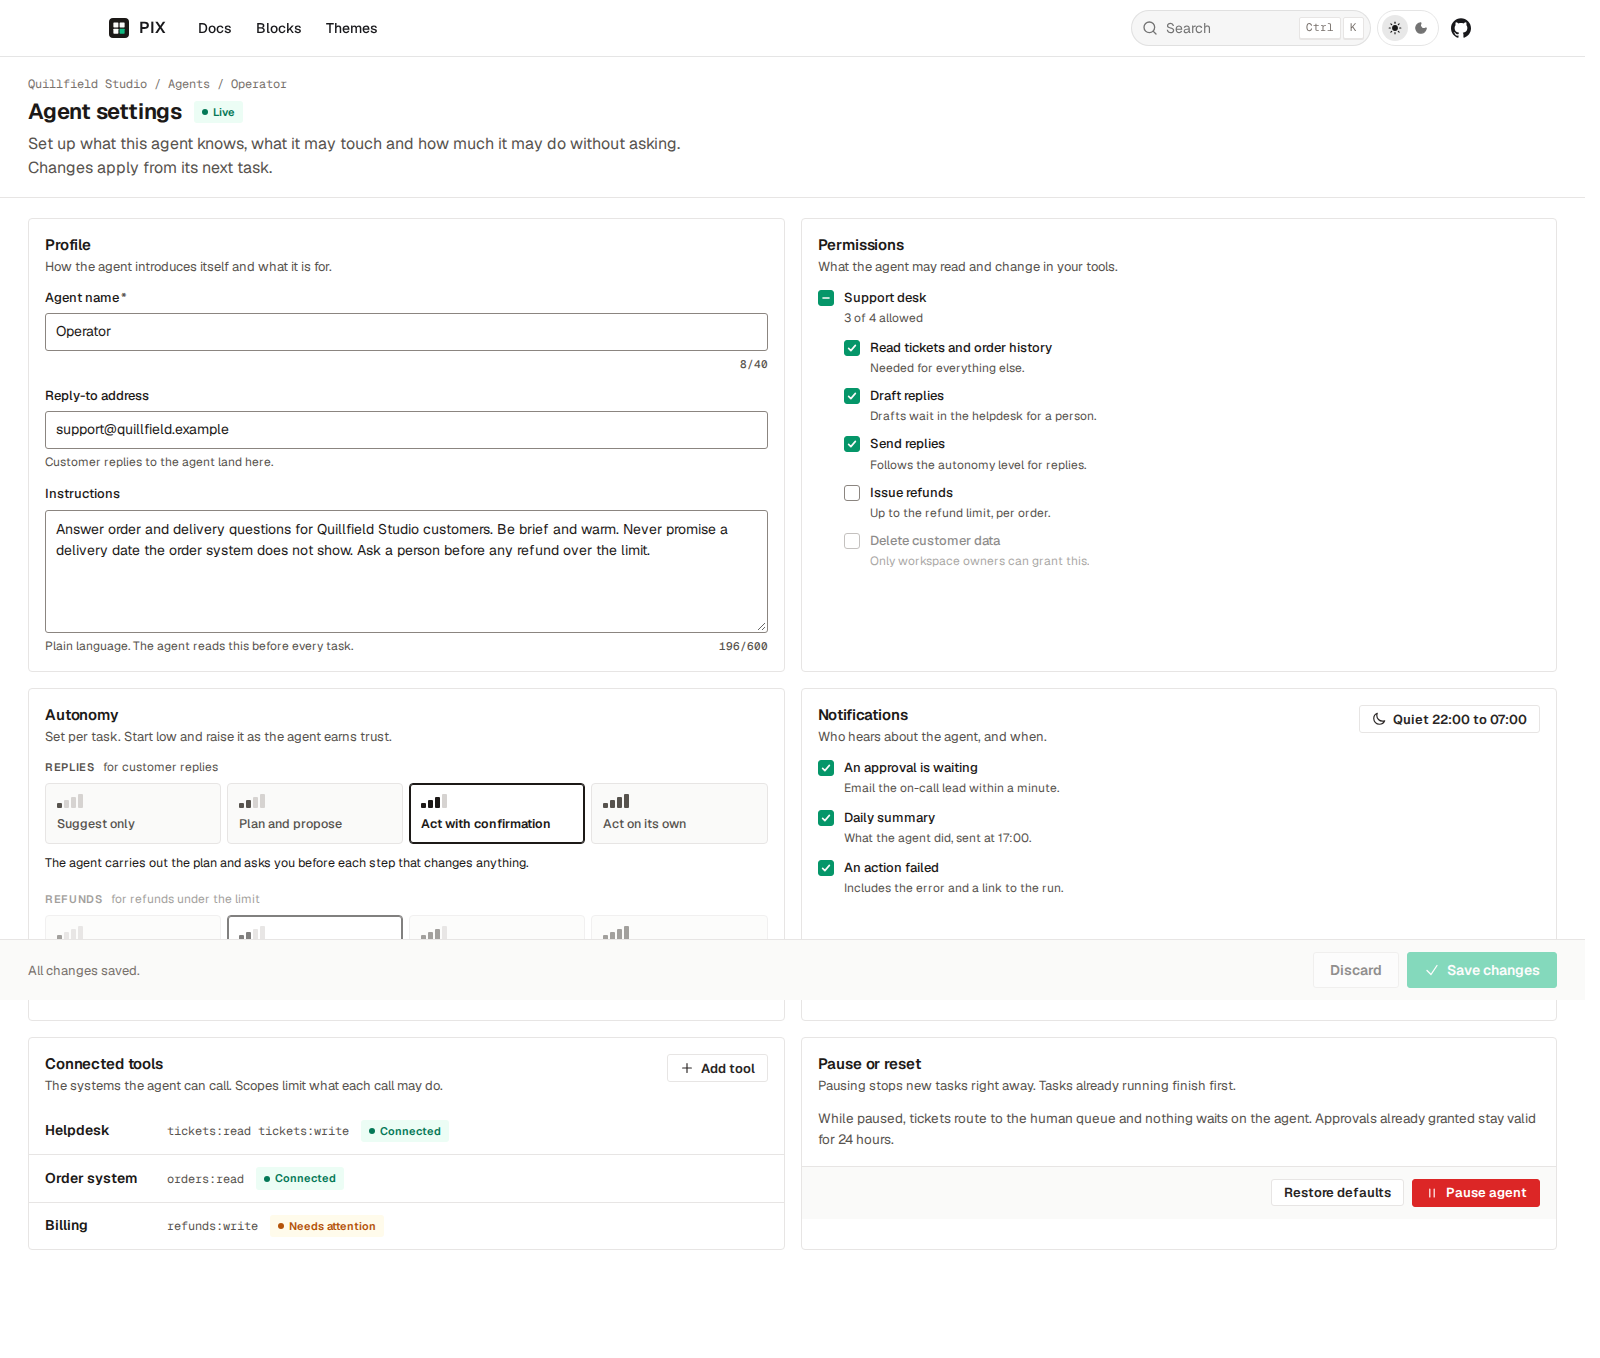 PIX
Docs
Blocks
Themes
Search
Ctrl
K
Quillfield Studio / Agents / Operator
Agent settings
Live
Set up what this agent knows, what it may touch and how much it may do without asking.
Changes apply from its next task.
Profile
How the agent introduces itself and what it is for.
Agent name*
Operator
8/40
Reply-to address
support@quillfield.example
Customer replies to the agent land here.
Instructions
Answer order and delivery questions for Quillfield Studio customers. Be brief and warm. Never promise a
delivery date the order system does not show. Ask a person before any refund over the limit.
Plain language. The agent reads this before every task.
196/600
Permissions
What the agent may read and change in your tools.
Support desk
3 of 4 allowed
Read tickets and order history
Needed for everything else.
Draft replies
Drafts wait in the helpdesk for a person.
Send replies
Follows the autonomy level for replies.
Issue refunds
Up to the refund limit, per order.
Delete customer data
Only workspace owners can grant this.
Autonomy
Set per task. Start low and raise it as the agent earns trust.
REPLIES for customer replies
Suggest only
Plan and propose
Act with confirmation
Act on its own
The agent carries out the plan and asks you before each step that changes anything.
REFUNDS for refunds under the limit
Notifications
Who hears about the agent, and when.
Quiet 22:00 to 07:00
An approval is waiting
Email the on-call lead within a minute.
Daily summary
What the agent did, sent at 17:00.
An action failed
Includes the error and a link to the run.
All changes saved.
Discard
Save changes
Connected tools
The systems the agent can call. Scopes limit what each call may do.
Add tool
Helpdesk
tickets:read tickets:write
Connected
Order system
orders:read
Connected
Billing
refunds:write
Needs attention
Pause or reset
Pausing stops new tasks right away. Tasks already running finish first.
While paused, tickets route to the human queue and nothing waits on the agent. Approvals already granted stay valid
for 24 hours.
Restore defaults
Pause agent